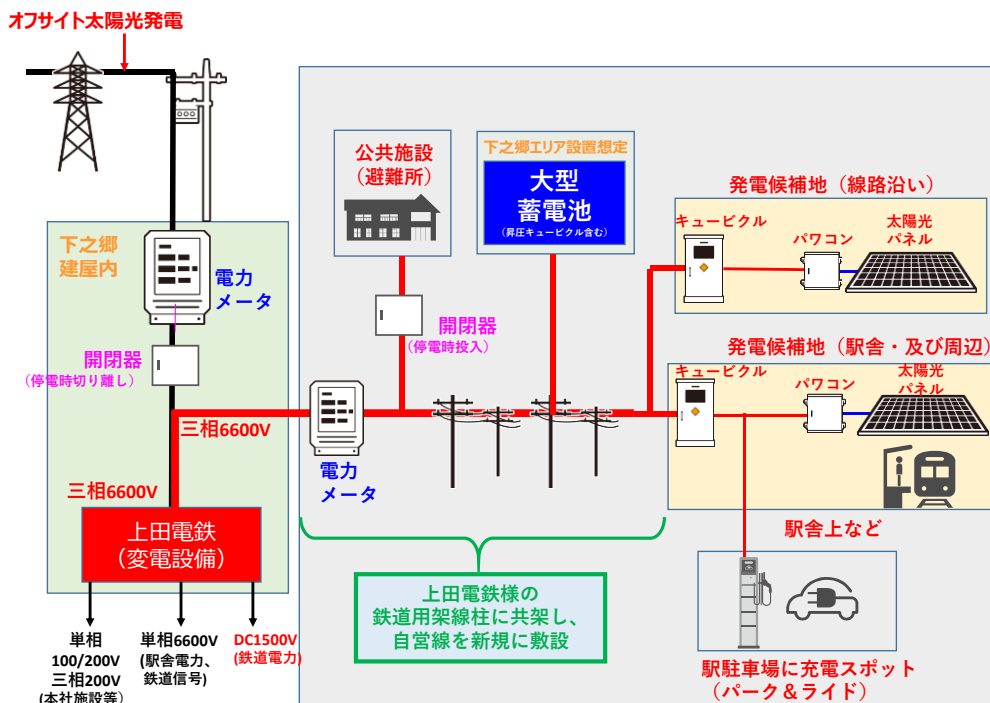 オフサイト太陽光発電
下之郷
建屋内
電力
メータ
開閉器
（停電時切り離し）
三相6600V
三相6600V
上田電鉄
（変電設備）
単相
100/200V
三相200V
（本社施設等）
単相6600V
(駅舎電力、
鉄道信号)
DC1500V
(鉄道電力)
公共施設
（避難所）
開閉器
（停電時投入）
電力
メータ
下之郷エリア設置想定
大型
蓄電池
（昇圧キュービクル含む）
発電候補地（線路沿い）
キュービクル
パワコン
太陽光
パネル
発電候補地（駅舎・及び周辺）
キュービクル
パワコン
太陽光
パネル
駅舎上など
上田電鉄様の
鉄道用架線柱に共架し、
自営線を新規に敷設
駅駐車場に充電スポット
（パーク＆ライド）